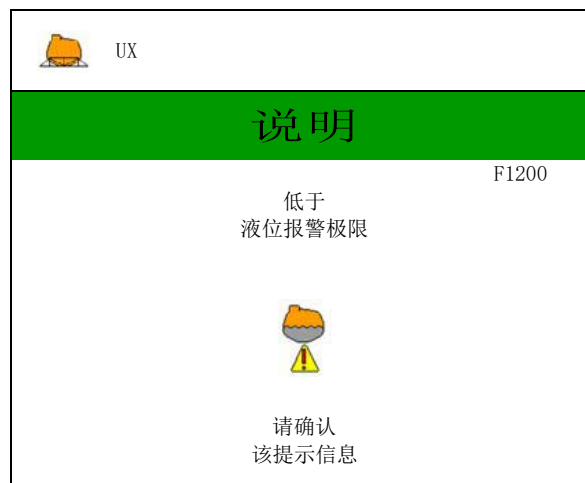 UX
说明
F1200
低于
液位报警极限
请确认
该提示信息